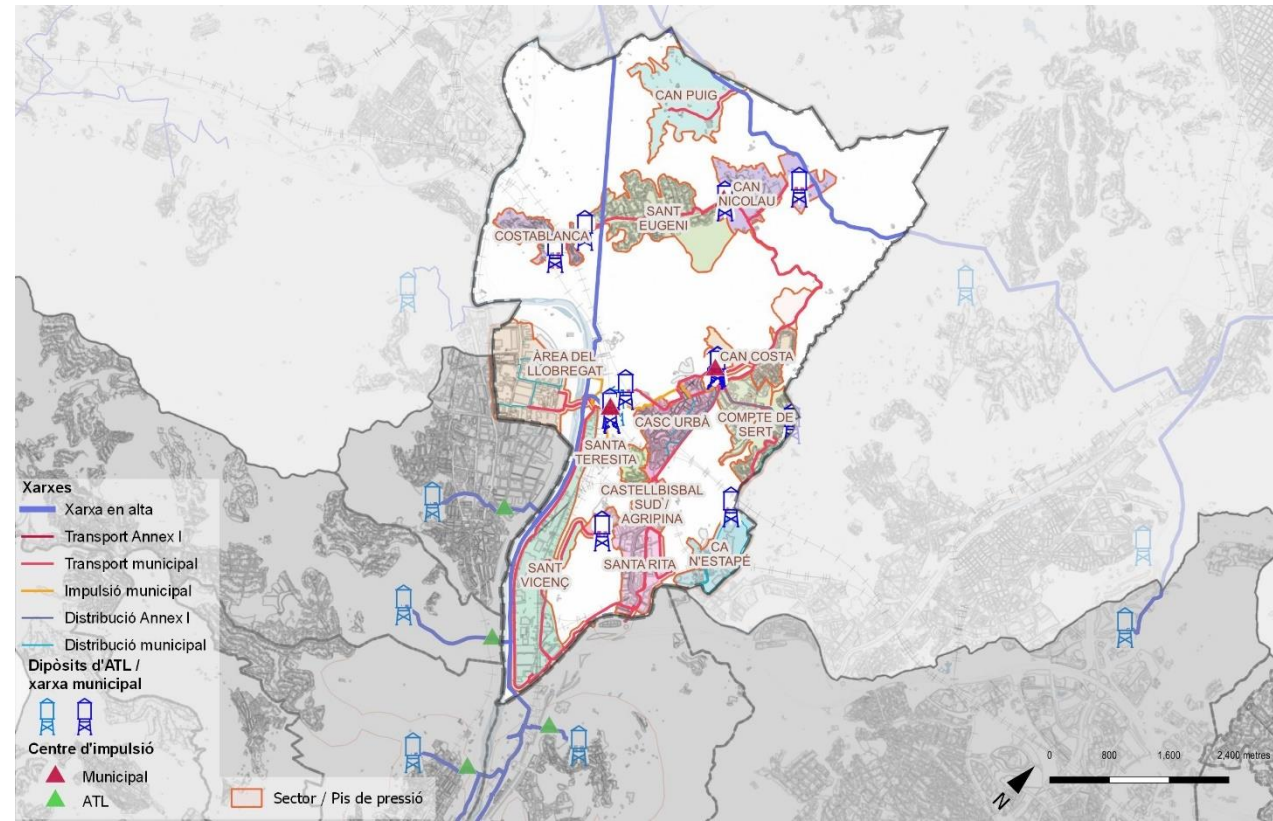 CAN PUIG
CAN
NICOLAU
SANT
EUGENI
COSTABLANCA
ÀREA DEL
LLOBREGAT
CAN COSTA
CASC URBÀ
COMPTE DE
SERT
SANTA
TERESITA
CASTELLBISBAL
SUD /
AGRIPINA
CA
N'ESTAPÉ
SANTA RITA
SANT
VICENÇ
Xarxes
Xarxa en alta
Transport Annex I
Transport municipal
Impulsió municipal
Distribució Annex I
Distribució municipal
Dipòsits d'ATL /
xarxa municipal
Centre d'impulsió
Municipal
ATL
Sector / Pis de pressió
0 800 1,600 2,400 metres
N